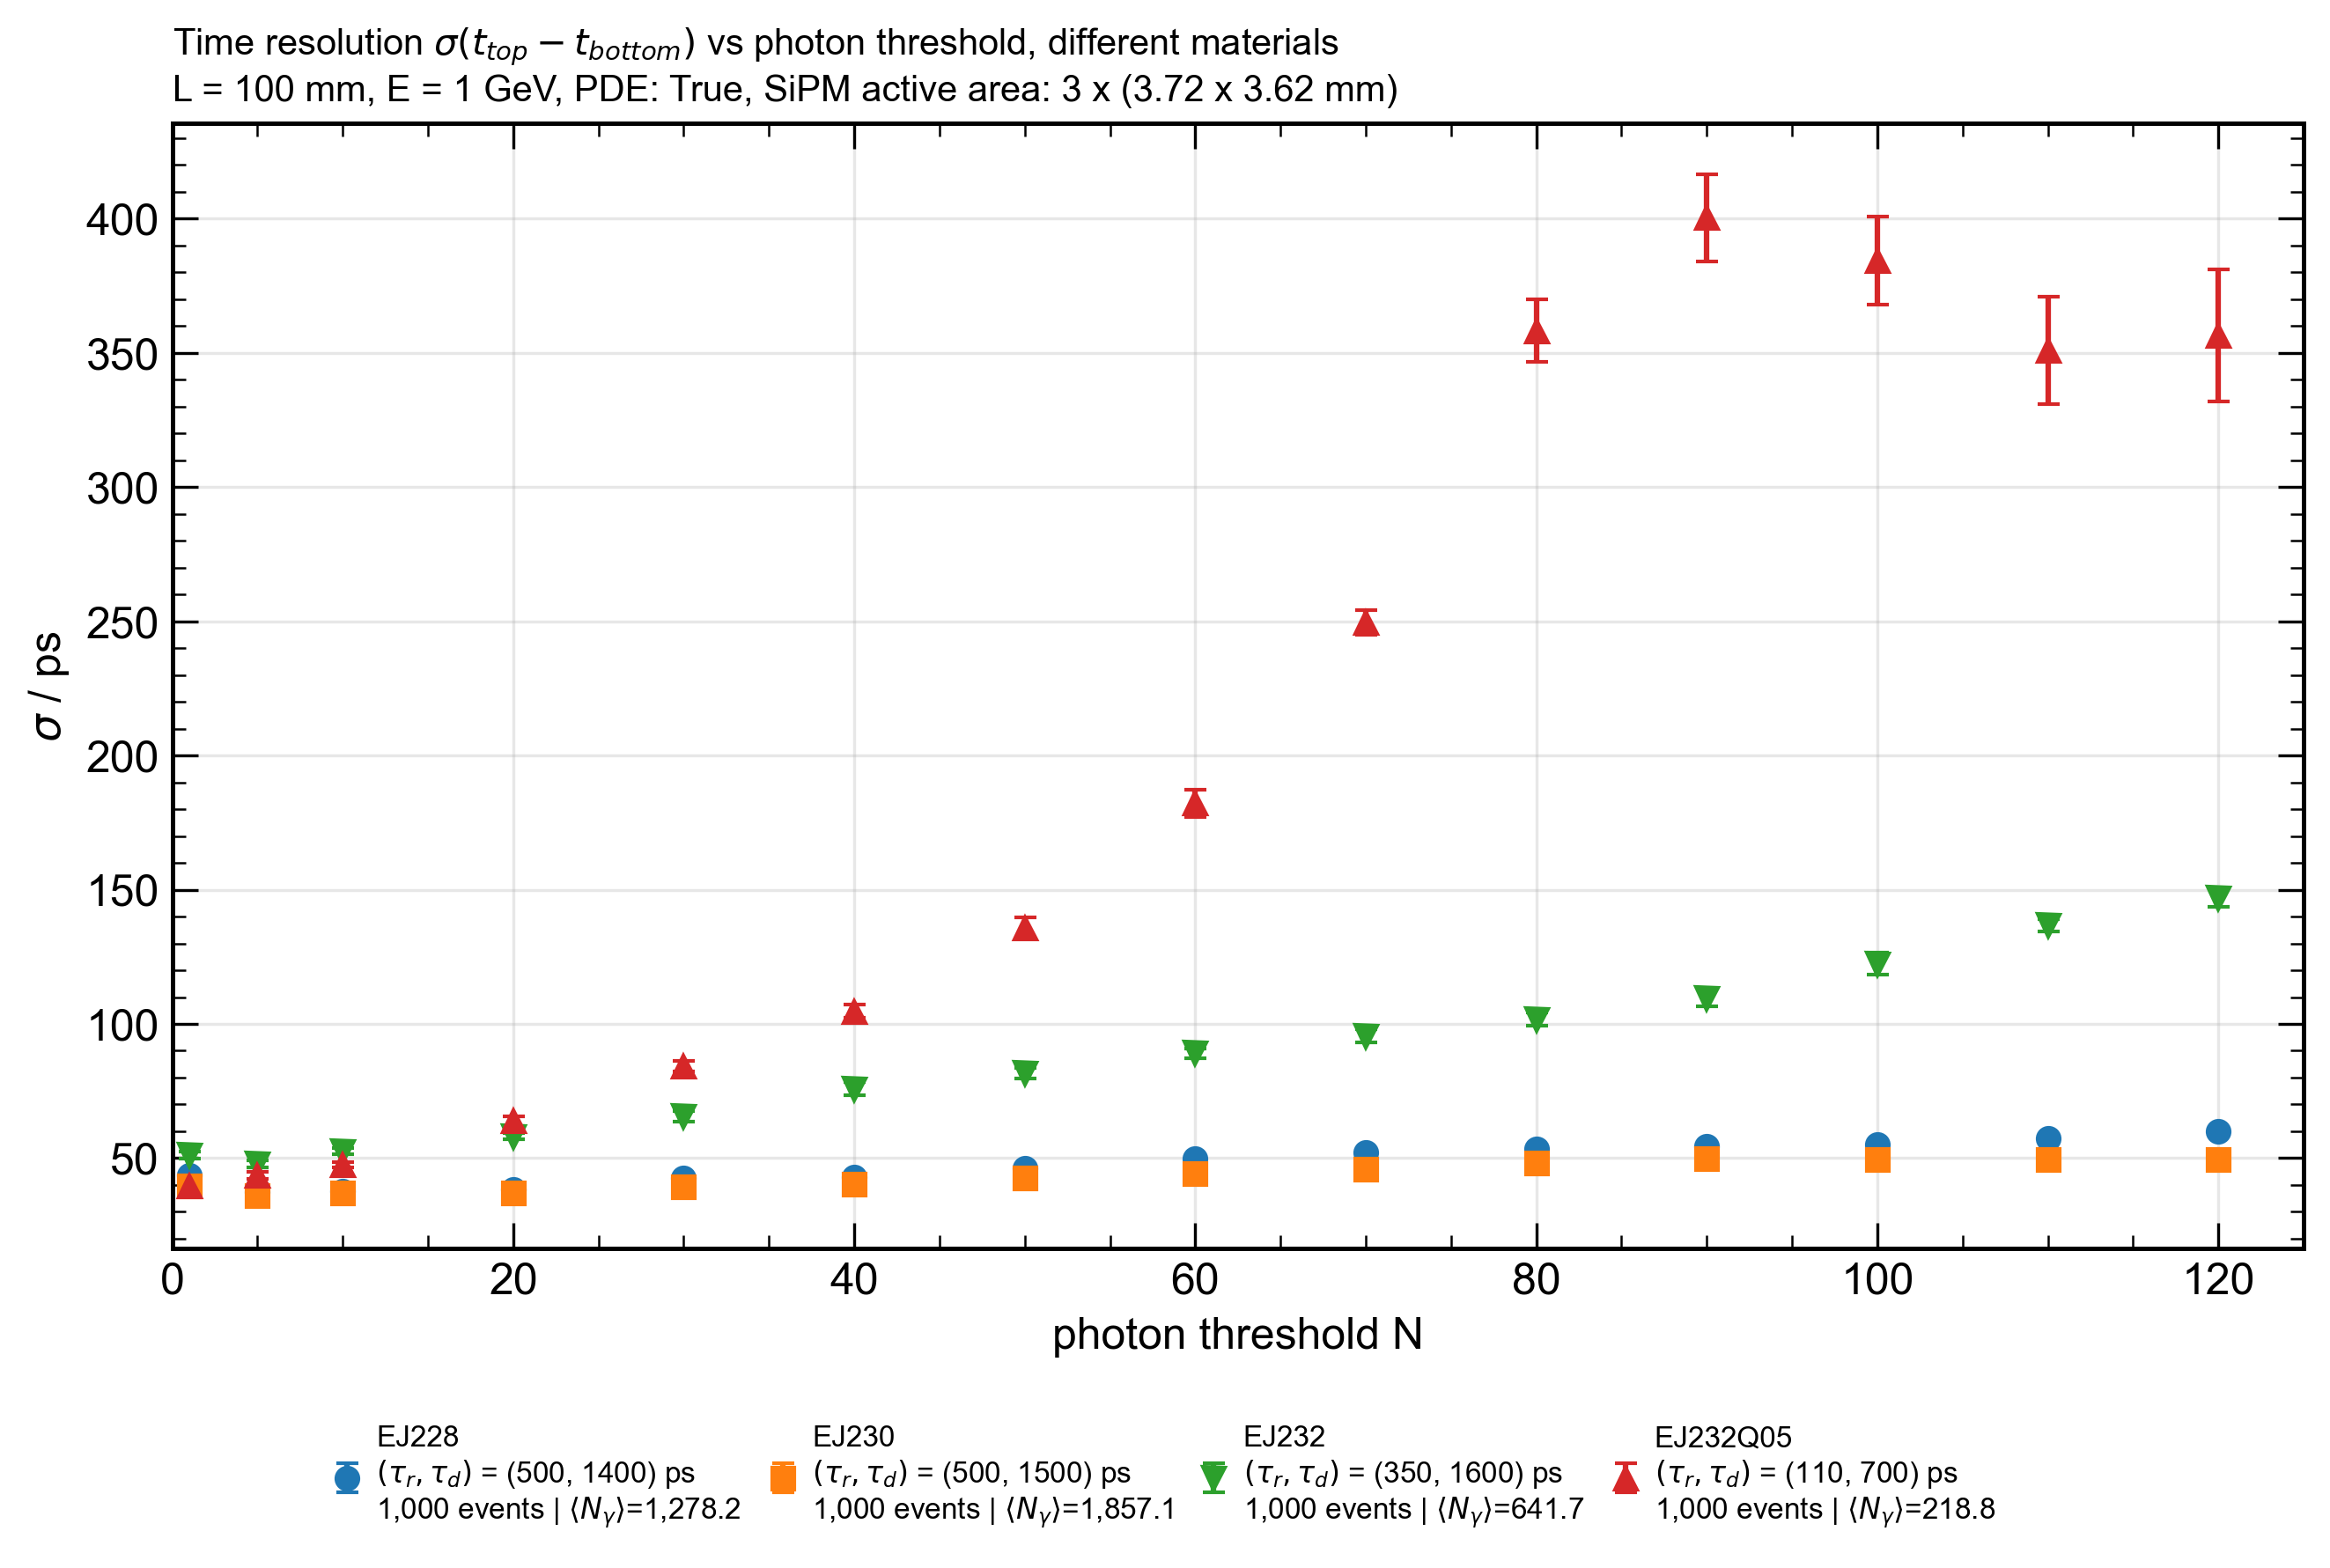 Time resolution σ(t_top − t_bottom) vs photon threshold, different materials
L = 100 mm, E = 1 GeV, PDE: True, SiPM active area: 3 x (3.72 x 3.62 mm)
σ / ps
400
350
300
250
200
150
100
50
0 20 40 60 80 100 120
photon threshold N
EJ228
(τ_r, τ_d) = (500, 1400) ps
1,000 events | ⟨N_γ⟩=1,278.2
EJ230
(τ_r, τ_d) = (500, 1500) ps
1,000 events | ⟨N_γ⟩=1,857.1
EJ232
(τ_r, τ_d) = (350, 1600) ps
1,000 events | ⟨N_γ⟩=641.7
EJ232Q05
(τ_r, τ_d) = (110, 700) ps
1,000 events | ⟨N_γ⟩=218.8